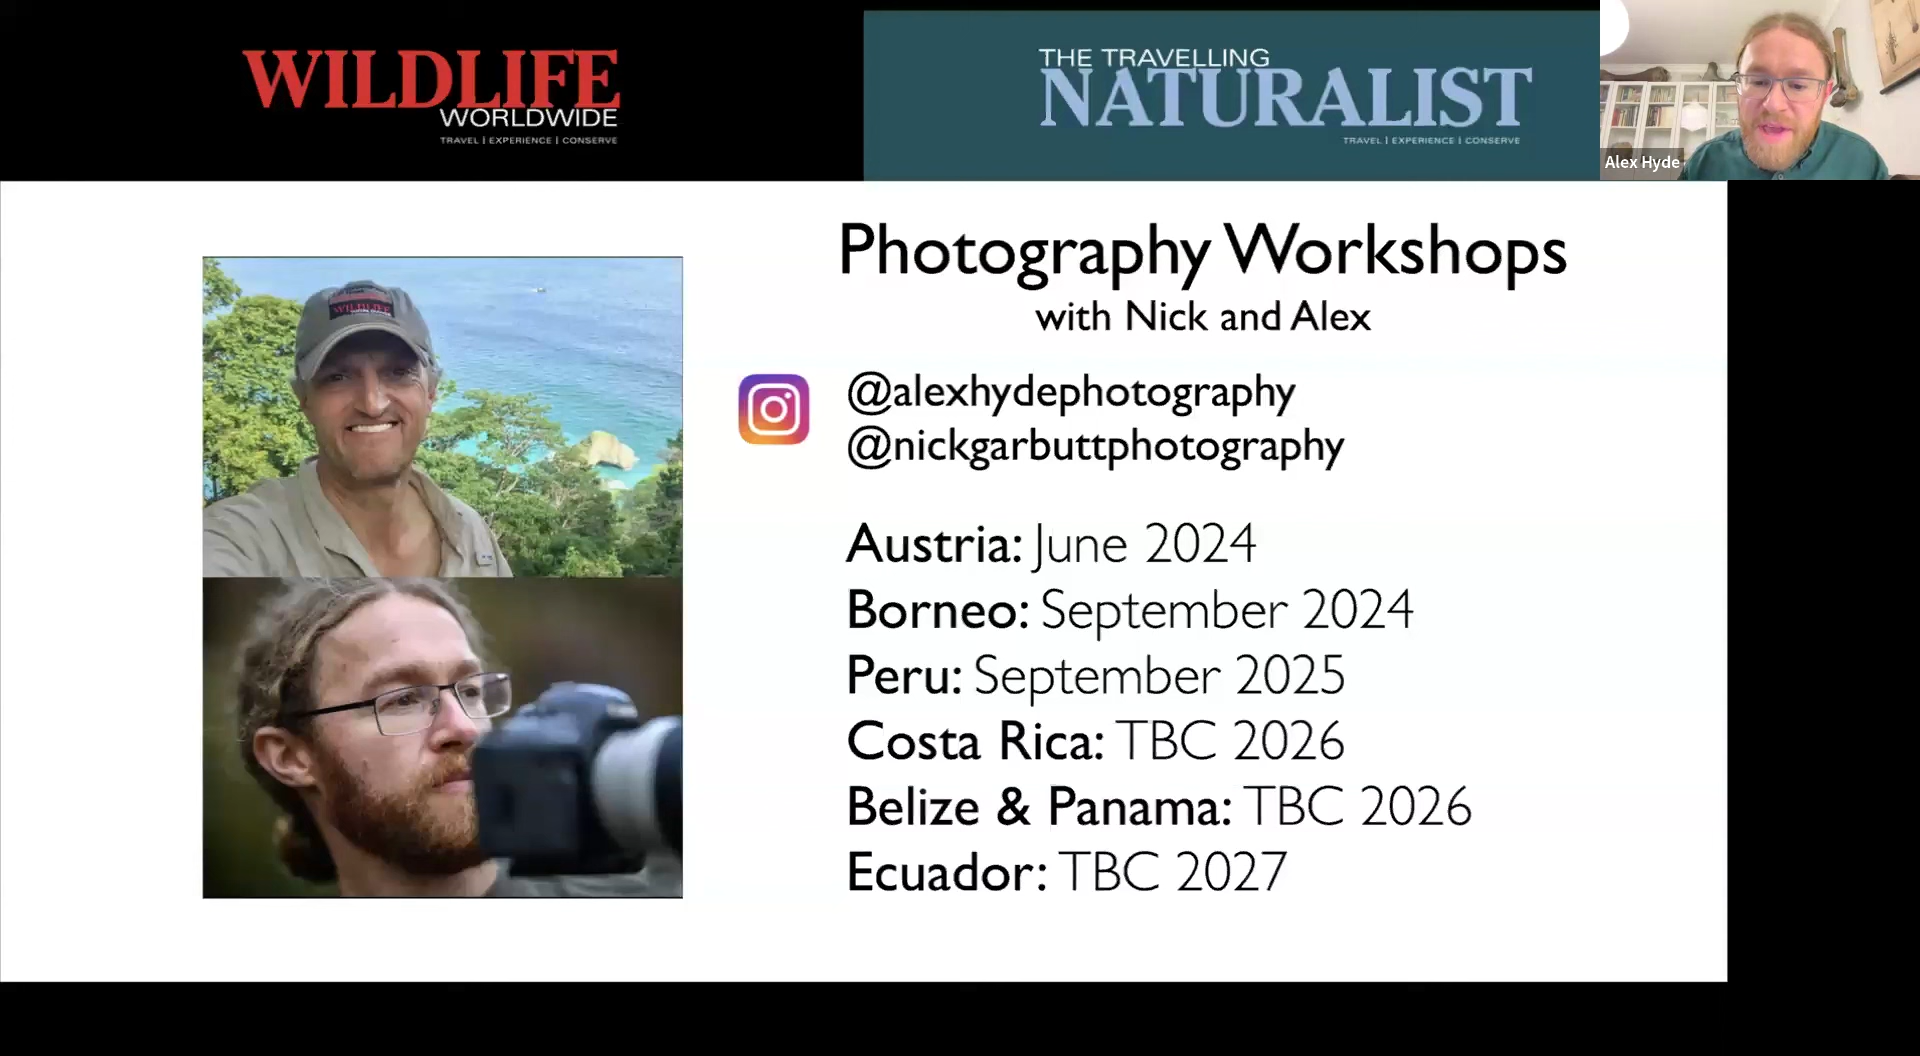 WILDLIFE
WORLDWIDE
TRAVEL | EXPERIENCE | CONSERVE
THE TRAVELLING
NATURALIST
TRAVEL | EXPERIENCE | CONSERVE
Alex Hyde
Photography Workshops
with Nick and Alex
WILDLIFE
@alexhydephotography
@nickgarbuttphotography
Austria: June 2024
Borneo: September 2024
Peru: September 2025
Costa Rica: TBC 2026
Belize & Panama: TBC 2026
Ecuador: TBC 2027